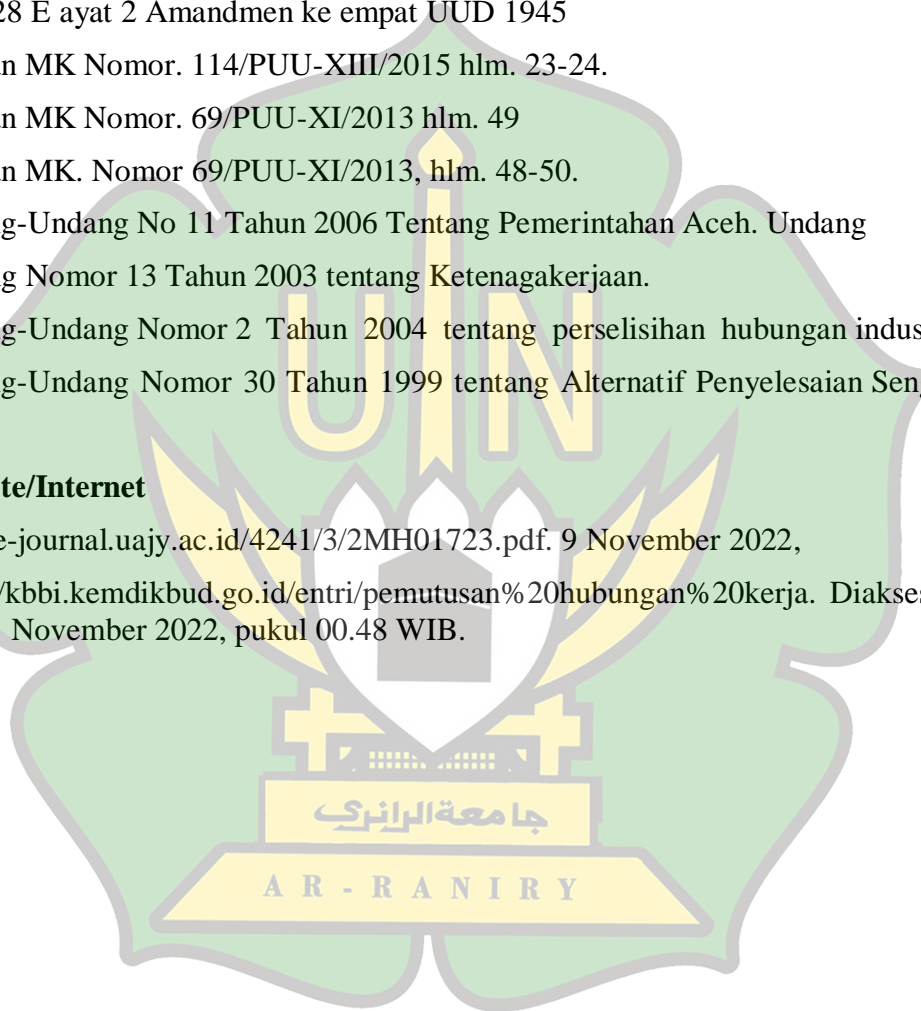 28 E ayat 2 Amandmen ke empat UUD 1945
n MK Nomor. 114/PUU-XIII/2015 hlm. 23-24.
n MK Nomor. 69/PUU-XI/2013 hlm. 49
n MK. Nomor 69/PUU-XI/2013, hlm. 48-50.
g-Undang No 11 Tahun 2006 Tentang Pemerintahan Aceh. Undang
g Nomor 13 Tahun 2003 tentang Ketenagakerjaan.
g-Undang Nomor 2 Tahun 2004 tentang perselisihan hubungan indus
g-Undang Nomor 30 Tahun 1999 tentang Alternatif Penyelesaian Sen
UIN
te/Internet
e-journal.uajy.ac.id/4241/3/2MH01723.pdf. 9 November 2022,
/kbbi.kemdikbud.go.id/entri/pemutusan%20hubungan%20kerja. Diakses
November 2022, pukul 00.48 WIB.
جامعة الرانري
AR-RANIRY